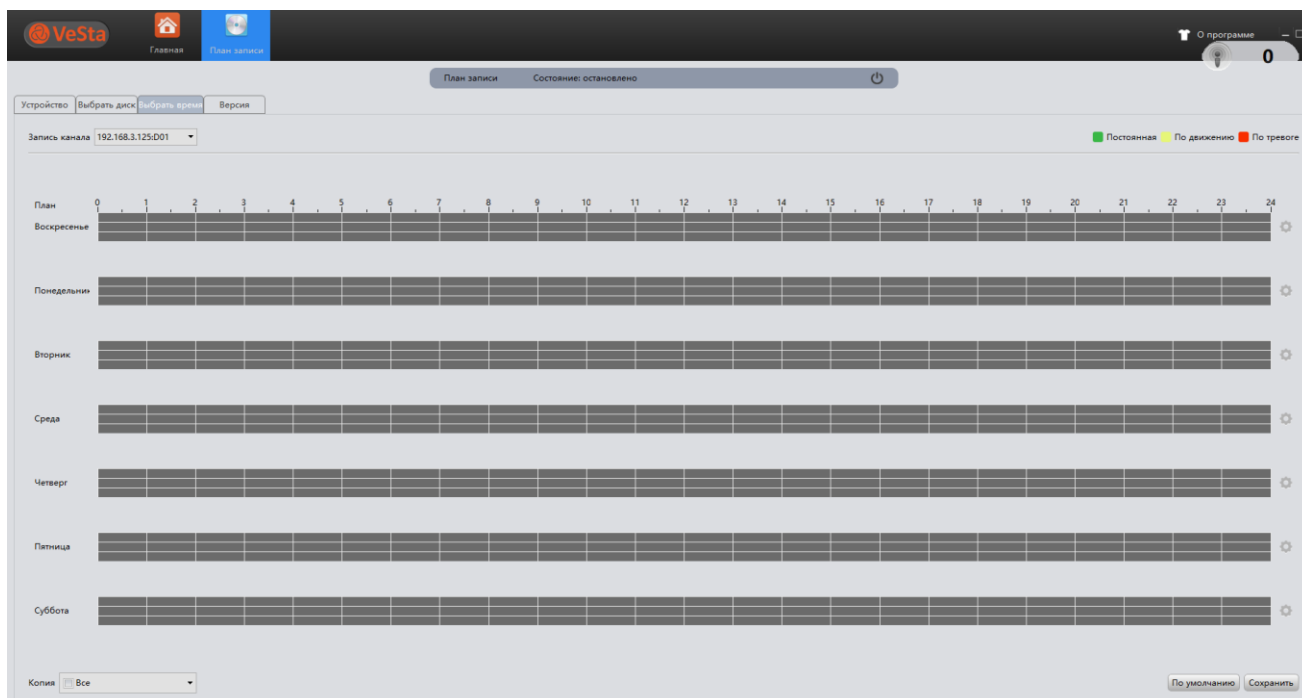 VeSta
Главная
План записи
О программе
0
План записи Состояние: остановлено
Устройство Выбрать диск Выбрать время Версия
Запись канала 192.168.3.125:D01
Постоянная По движению По тревоге
План 0 1 2 3 4 5 6 7 8 9 10 11 12 13 14 15 16 17 18 19 20 21 22 23 24
Воскресенье
Понедельник
Вторник
Среда
Четверг
Пятница
Суббота
Копия Все
По умолчанию Сохранить